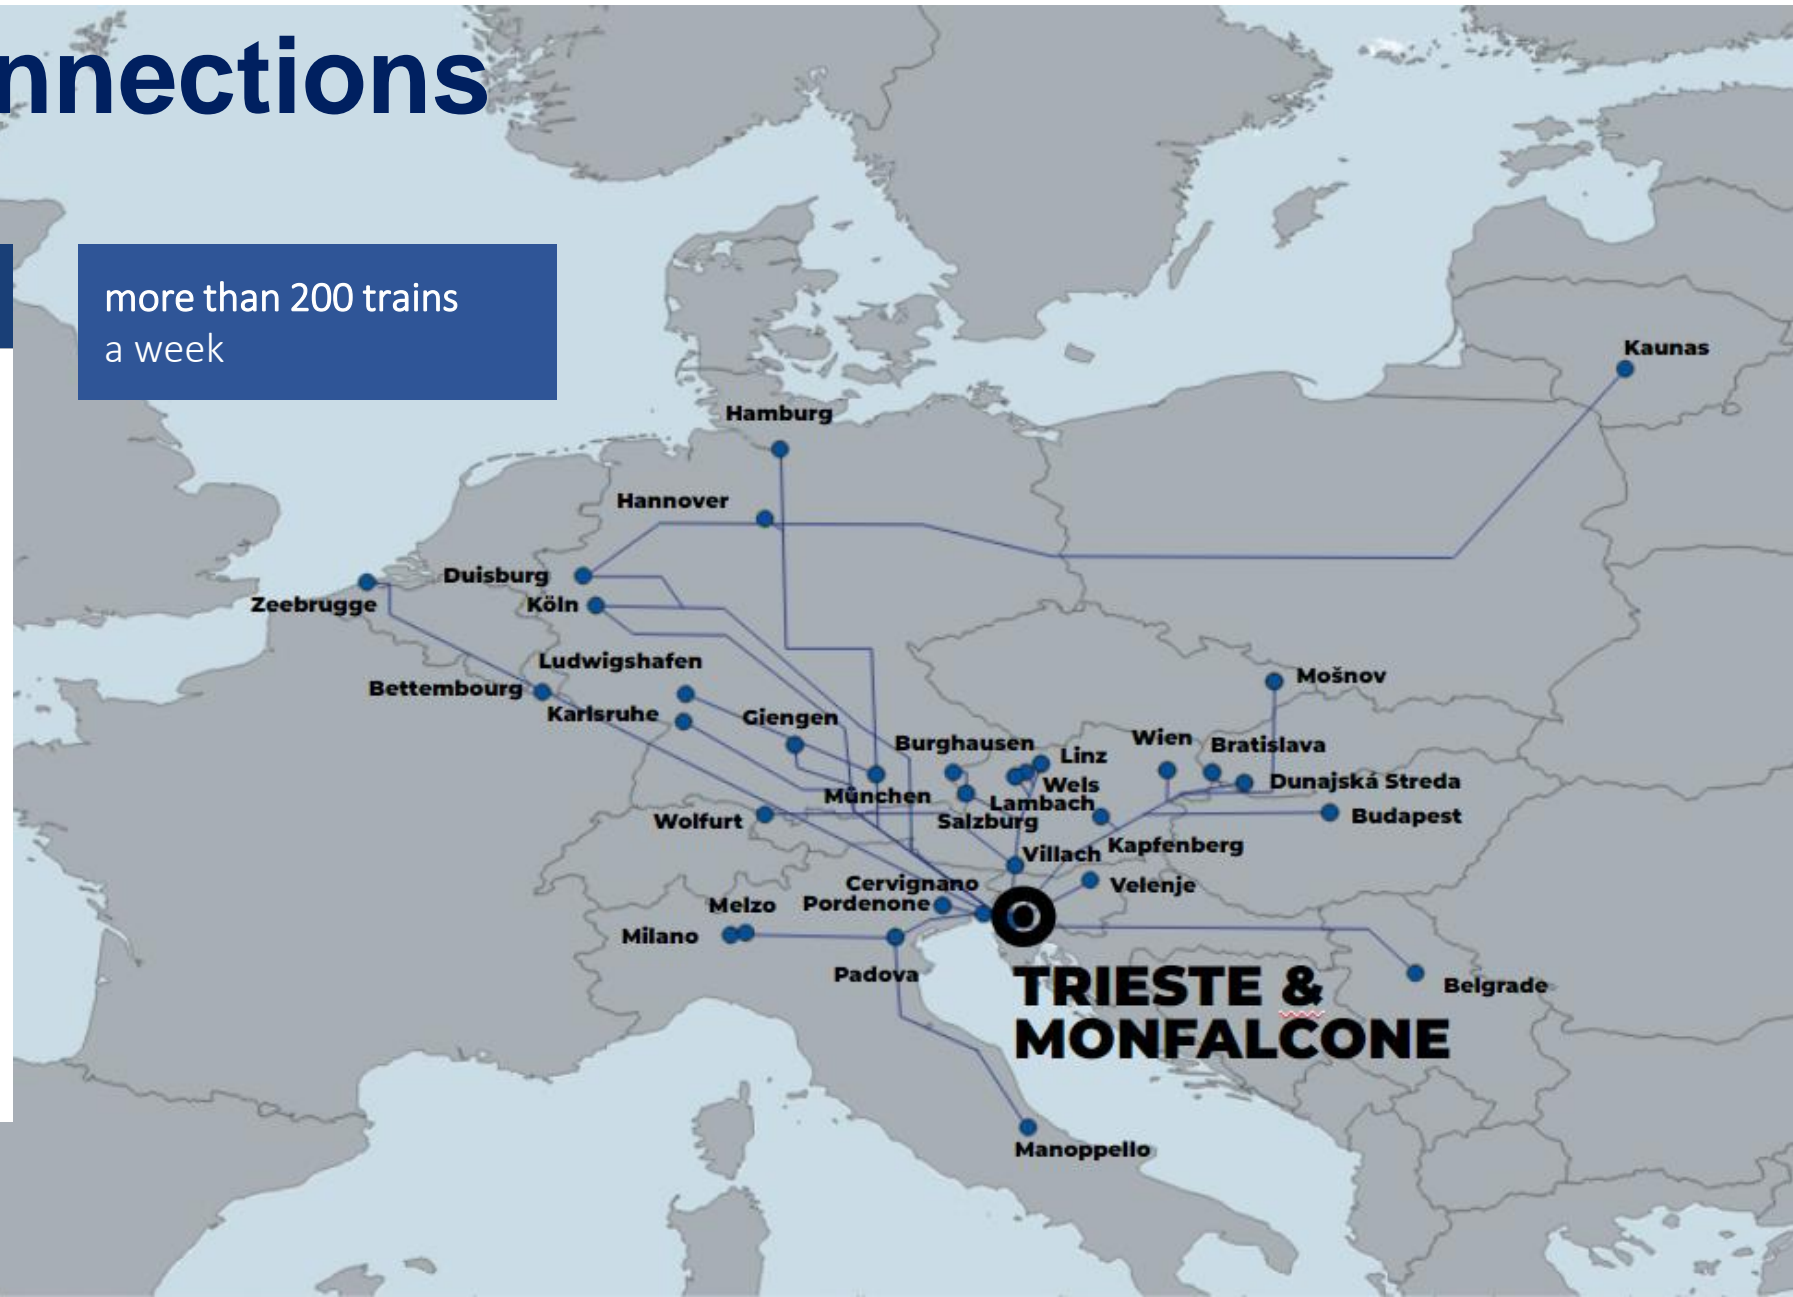 nnections
more than 200 trains
a week
Kaunas
Hamburg
Hannover
Duisburg
Zeebrugge
Köln
Ludwigshafen
Bettembourg
Karlsruhe
Giengen
Mošnov
Burghausen
Linz
Wien
Bratislava
Wels
Dunajská Streda
München
Lambach
Wolfurt
Salzburg
Budapest
Kapfenberg
Villach
Cervignano
Velenje
Melzo
Pordenone
Milano
Padova
TRIESTE &
MONFALCONE
Belgrade
Manoppello